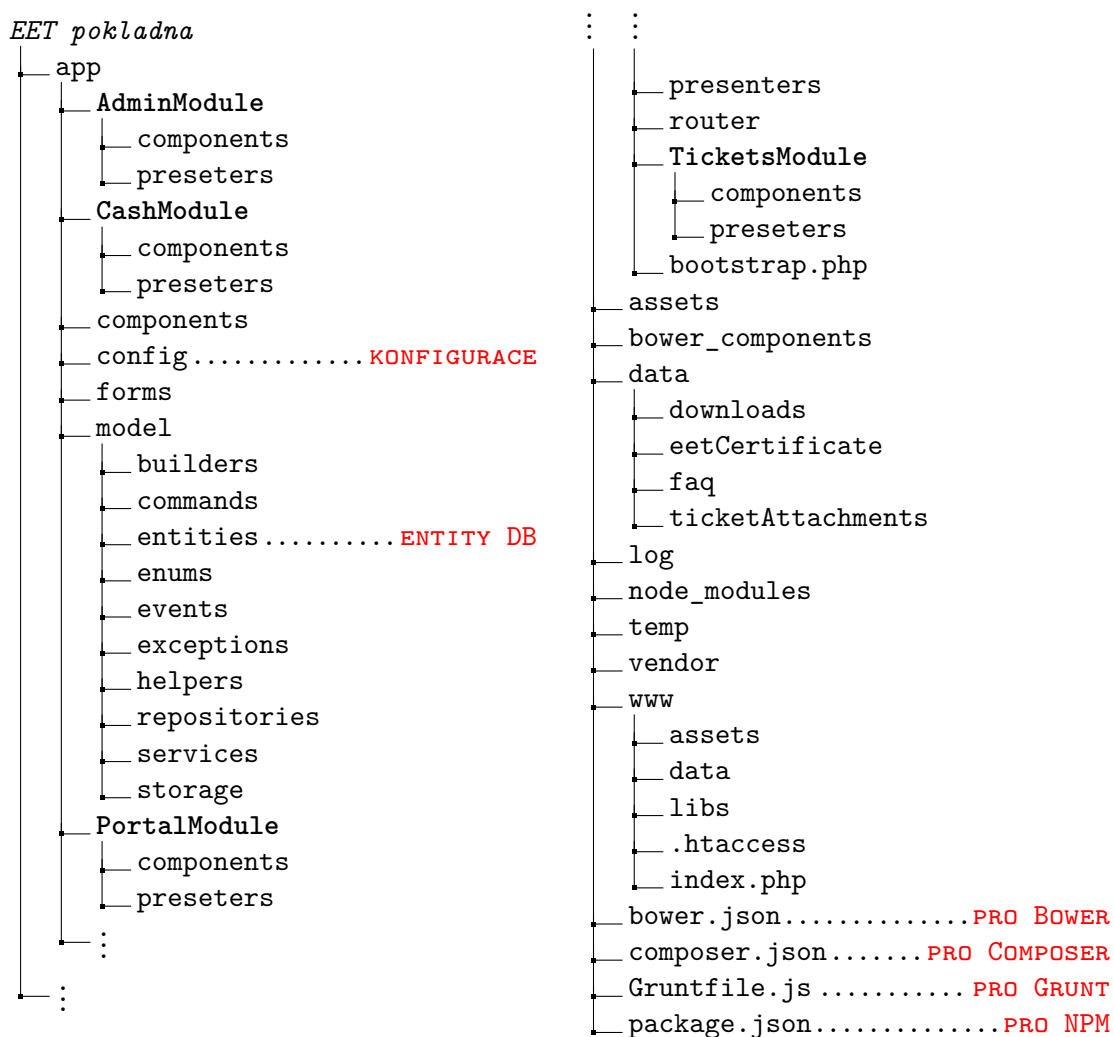 EET pokladna
app
AdminModule
components
preseters
CashModule
components
preseters
components
config.............KONFIGURACE
forms
model
builders
commands
entities..........ENTITY DB
enums
events
exceptions
helpers
repositories
services
storage
PortalModule
components
preseters
⋮
⋮
⋮ ⋮
presenters
router
TicketsModule
components
preseters
bootstrap.php
assets
bower_components
data
downloads
eetCertificate
faq
ticketAttachments
log
node_modules
temp
vendor
www
assets
data
libs
.htaccess
index.php
bower.json..............PRO BOWER
composer.json.......PRO COMPOSER
Gruntfile.js...........PRO GRUNT
package.json..............PRO NPM